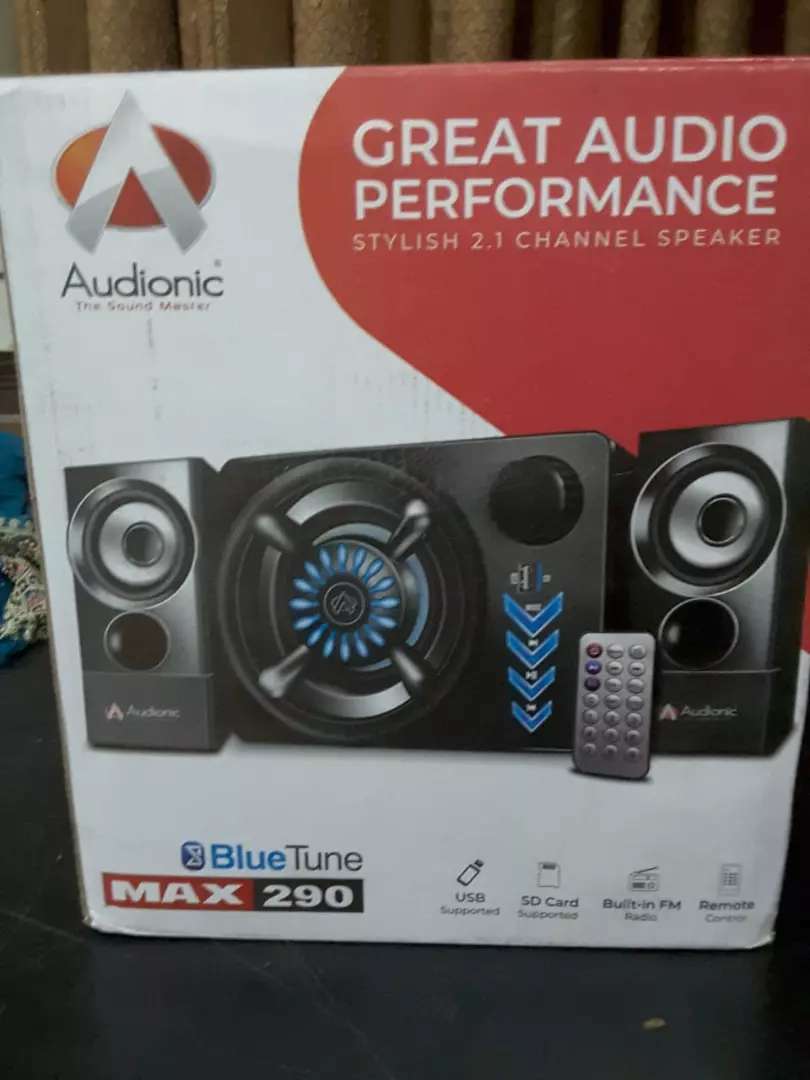 GREAT AUDIO
PERFORMANCE
STYLISH 2.1 CHANNEL SPEAKER
Audionic®
The Sound Master
Audionic
Audionic
BlueTune
MAX 290
USB
Supported
SD Card
Supported
Built-in FM
Radio
Remote
Control